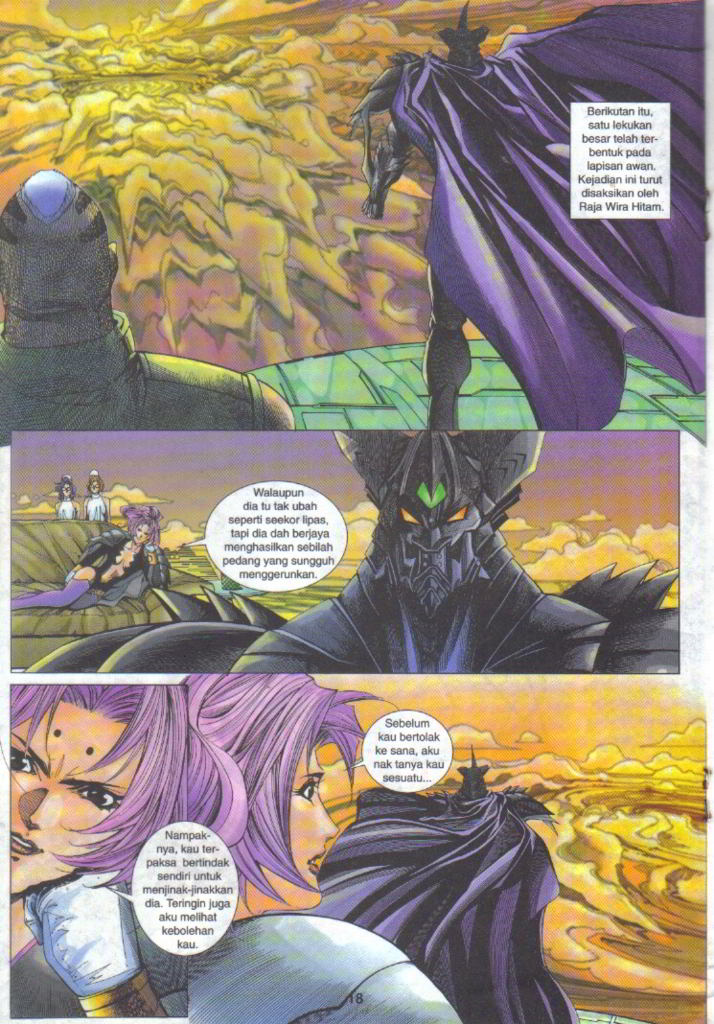 Berikutan itu,
satu lekukan
besar telah ter-
bentuk pada
lapisan awan.
Kejadian ini turut
disaksikan oleh
Raja Wira Hitam.
Walaupun
dia tu tak ubah
seperti seekor lipas,
tapi dia dah berjaya
menghasilkan sebilah
pedang yang sungguh
menggerunkan.
Sebelum
kau bertolak
ke sana, aku
nak tanya kau
sesuatu...
Nampak-
nya, kau ter-
paksa bertindak
sendiri untuk
menjinak-jinakkan
dia. Teringin juga
aku melihat
kebolehan
kau.
18